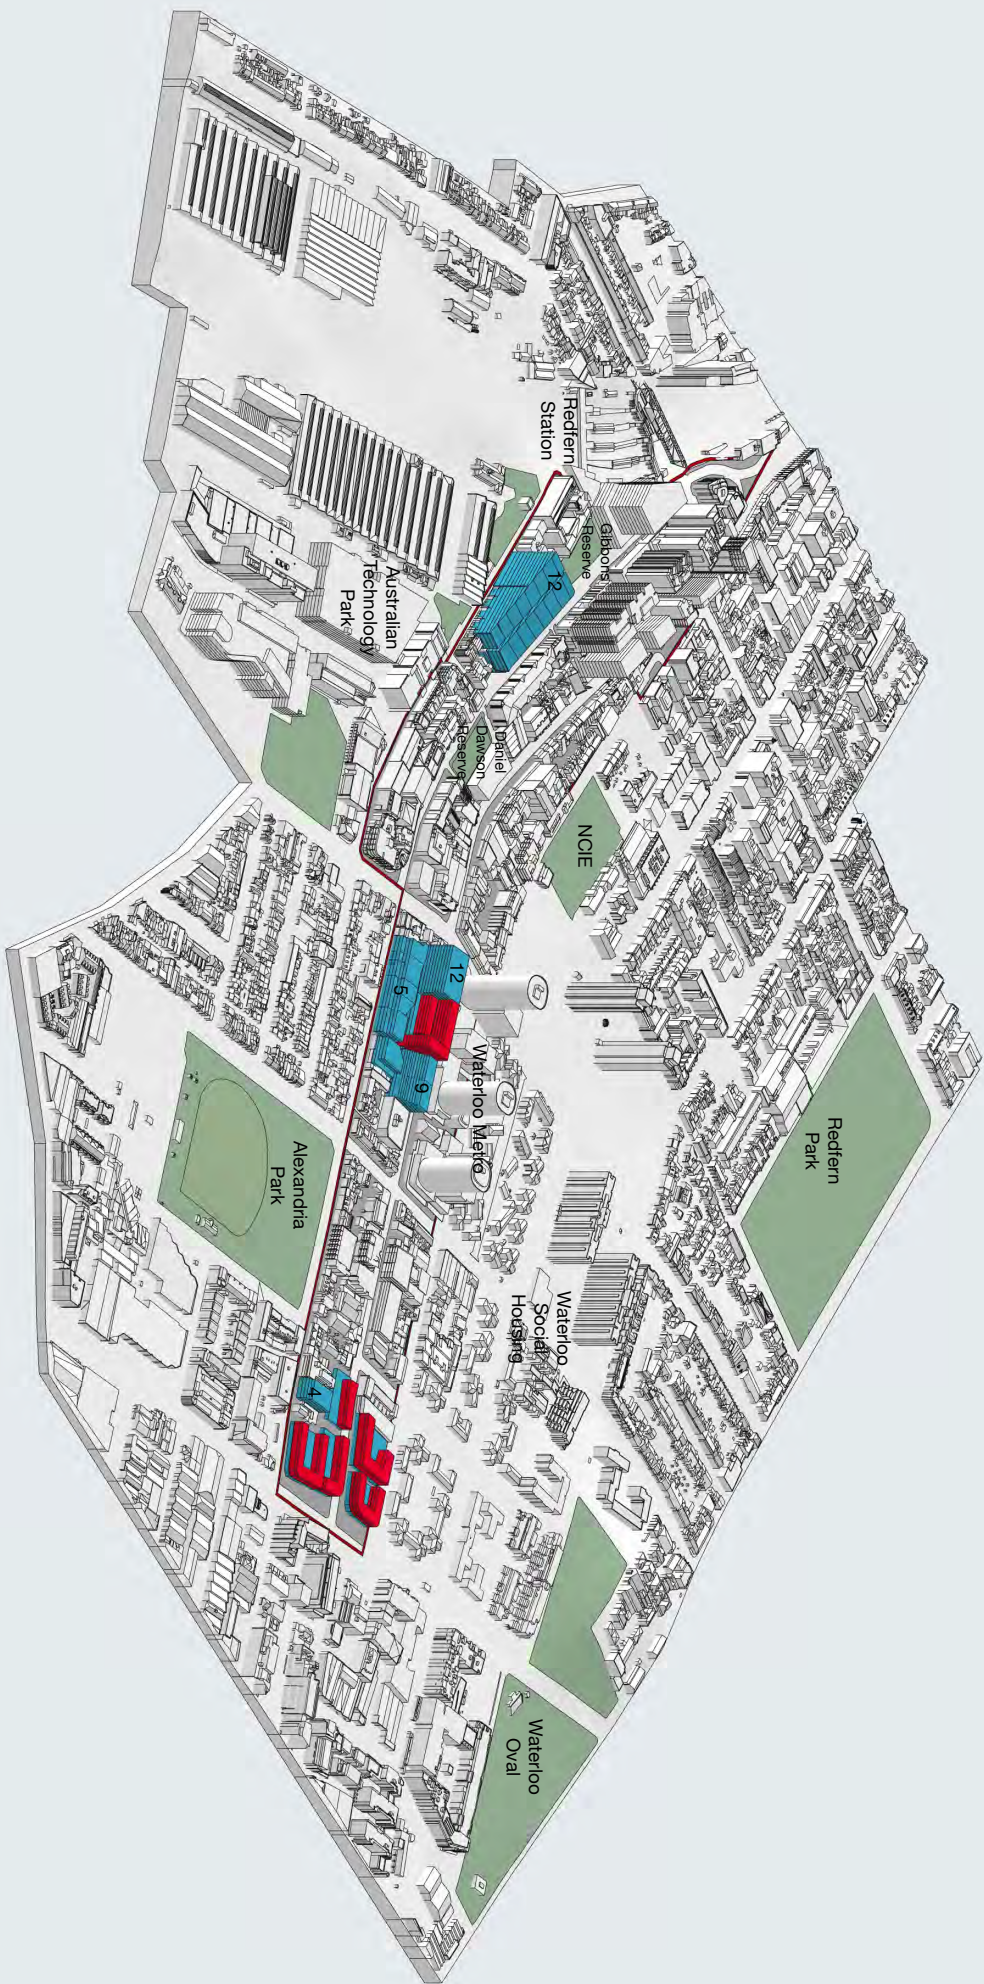 Redfern
Station
Gibbons
Reserve
12
Australian
Technology
Park
Daniel
Dawson
Reserve
NCIE
12
5
9
Waterloo Metro
Redfern
Park
Alexandria
Park
Waterloo
Social
Housing
4
Waterloo
Oval